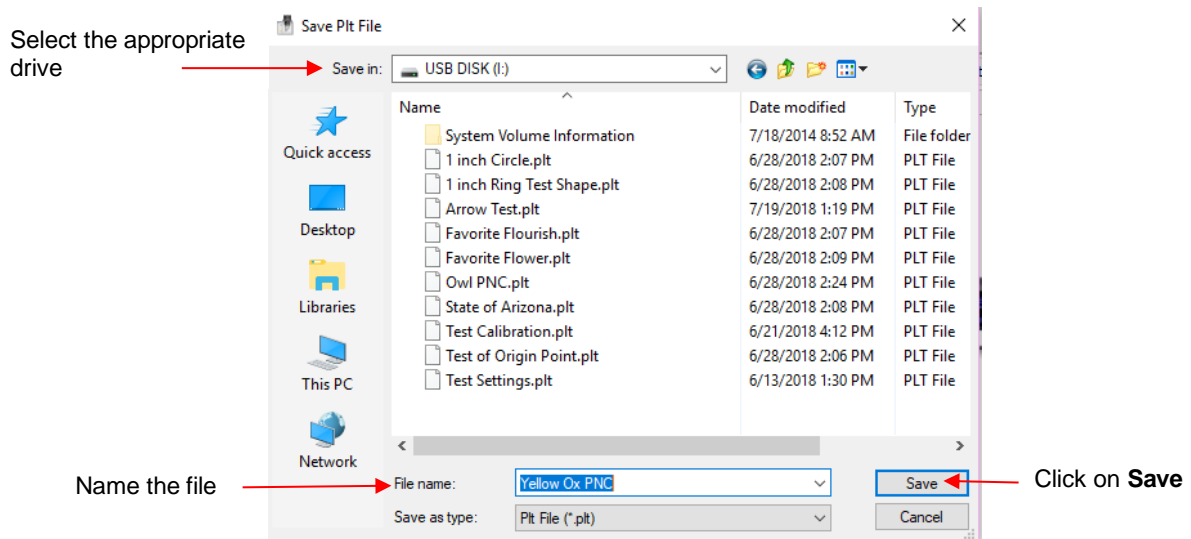 Save Plt File
Select the appropriate
drive
Save in: USB DISK (I:)
Name Date modified Type
System Volume Information 7/18/2014 8:52 AM File folder
1 inch Circle.plt 6/28/2018 2:07 PM PLT File
1 inch Ring Test Shape.plt 6/28/2018 2:08 PM PLT File
Arrow Test.plt 7/19/2018 1:19 PM PLT File
Favorite Flourish.plt 6/28/2018 2:07 PM PLT File
Favorite Flower.plt 6/28/2018 2:09 PM PLT File
Owl PNC.plt 6/28/2018 2:24 PM PLT File
State of Arizona.plt 6/28/2018 2:08 PM PLT File
Test Calibration.plt 6/21/2018 4:12 PM PLT File
Test of Origin Point.plt 6/28/2018 2:06 PM PLT File
Test Settings.plt 6/13/2018 1:30 PM PLT File
Quick access
Desktop
Libraries
This PC
Network
Name the file
File name: Yellow Ox PNC Save
Click on Save
Save as type: Plt File (*.plt) Cancel